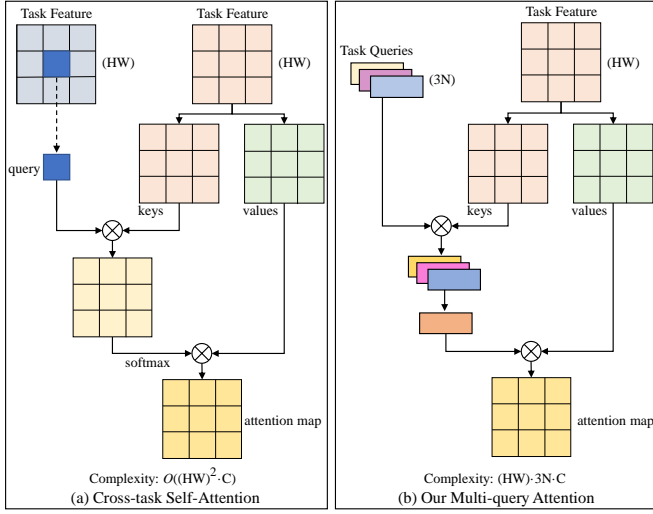 Task Feature
(HW)
Task Feature
(HW)
query
keys
values
softmax
attention map
Complexity: O((HW)²·C)
(a) Cross-task Self-Attention
Task Queries
(3N)
Task Feature
(HW)
keys
values
attention map
Complexity: (HW)·3N·C
(b) Our Multi-query Attention